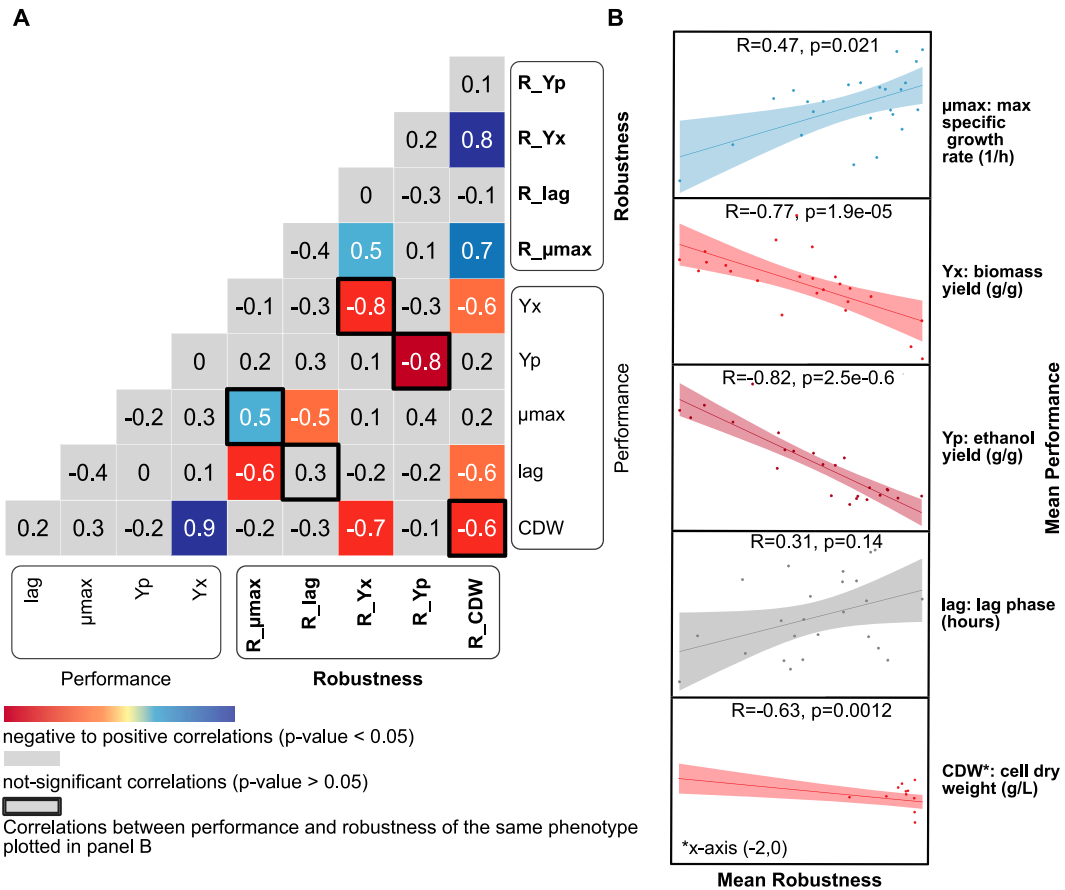 A
0.1
R_Yp
0.2 0.8
R_Yx
0 -0.3 -0.1
R_lag
-0.4 0.5 0.1 0.7
R_μmax
Robustness
-0.1 -0.3 -0.8 -0.3 -0.6
Yx
0 0.2 0.3 0.1 -0.8 0.2
Yp
-0.2 0.3 0.5 -0.5 0.1 0.4 0.2
μmax
-0.4 0 0.1 -0.6 0.3 -0.2 -0.2 -0.6
lag
0.2 0.3 -0.2 0.9 -0.2 -0.3 -0.7 -0.1 -0.6
CDW
Performance
lag
μmax
Yp
Yx
R_μmax
R_lag
R_Yx
R_Yp
R_CDW
Performance
Robustness
negative to positive correlations (p-value < 0.05)
not-significant correlations (p-value > 0.05)
Correlations between performance and robustness of the same phenotype
plotted in panel B
B
R=0.47, p=0.021
μmax: max
specific
growth
rate (1/h)
R=-0.77, p=1.9e-05
Yx: biomass
yield (g/g)
R=-0.82, p=2.5e-0.6
Yp: ethanol
yield (g/g)
R=0.31, p=0.14
lag: lag phase
(hours)
R=-0.63, p=0.0012
CDW*: cell dry
weight (g/L)
*x-axis (-2,0)
Mean Robustness
Mean Performance